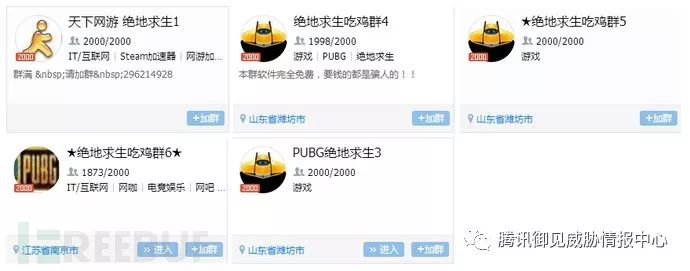 天下网游 绝地求生1
2000
2000/2000
IT/互联网 | Steam加速器 | 网游加...
群满 &nbsp;请加群&nbsp;296214928
+加群
绝地求生吃鸡群4
2000
1998/2000
游戏 | PUBG | 绝地求生
本群软件完全免费，要钱的都是骗人的！！
山东省潍坊市
+加群
★绝地求生吃鸡群5
2000
2000/2000
游戏
山东省潍坊市
+加群
★绝地求生吃鸡群6★
PUBG
2000
1873/2000
IT/互联网 | 网咖 | 电竞娱乐 | 网吧 ...
江苏省南京市
» 进入
+加群
PUBG绝地求生3
2000
2000/2000
游戏
山东省潍坊市
» 进入
+加群
REEBUF
腾讯御见威胁情报中心